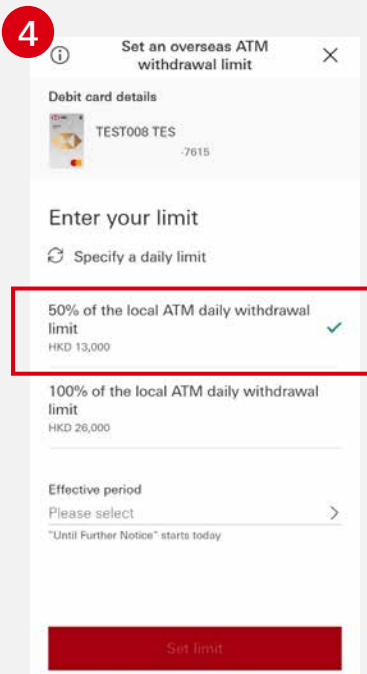 4
Set an overseas ATM
withdrawal limit
Debit card details
TEST008 TES
-7615
Enter your limit
Specify a daily limit
50% of the local ATM daily withdrawal
limit
HKD 13,000
100% of the local ATM daily withdrawal
limit
HKD 26,000
Effective period
Please select
"Until Further Notice" starts today
Set limit